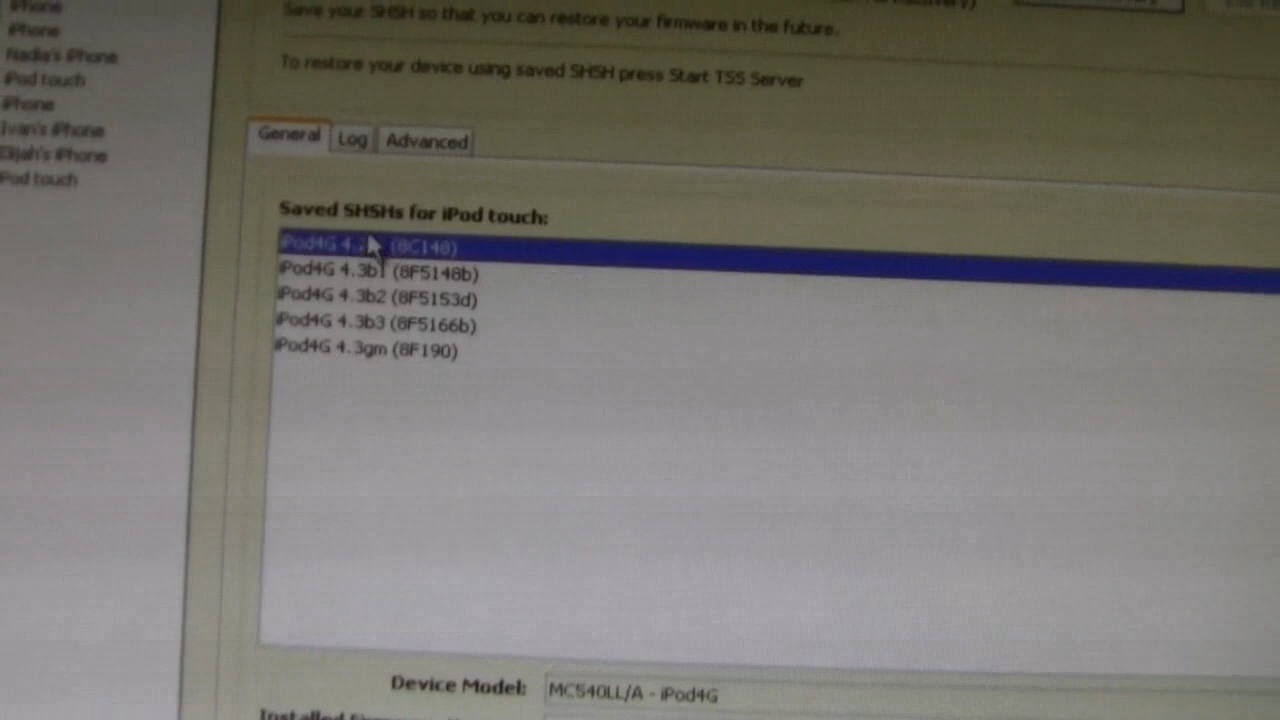 iPhone
iPhone
Nadia's iPhone
iPod touch
iPhone
Ivan's iPhone
Elijah's iPhone
iPod touch
Save your SHSH so that you can restore your firmware in the future.
To restore your device using saved SHSH press Start TSS Server
General Log Advanced
Saved SHSHs for iPod touch:
iPod4G (8C148)
iPod4G 4.3b1 (8F5148b)
iPod4G 4.3b2 (8F5153d)
iPod4G 4.3b3 (8F5166b)
iPod4G 4.3gm (8F190)
Device Model: MC540LL/A - iPod4G
Installed